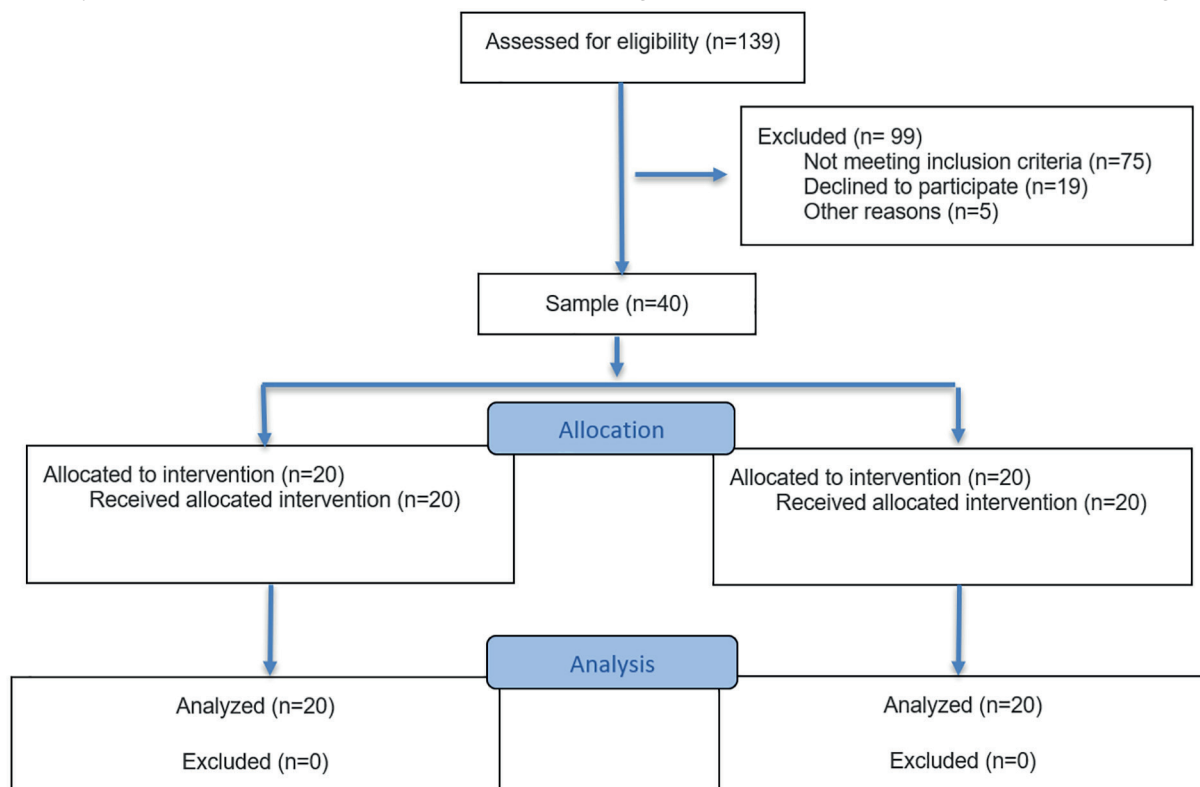 Assessed for eligibility (n=139)
Excluded (n= 99)
Not meeting inclusion criteria (n=75)
Declined to participate (n=19)
Other reasons (n=5)
Sample (n=40)
Allocation
Allocated to intervention (n=20)
Received allocated intervention (n=20)
Allocated to intervention (n=20)
Received allocated intervention (n=20)
Analysis
Analyzed (n=20)
Excluded (n=0)
Analyzed (n=20)
Excluded (n=0)